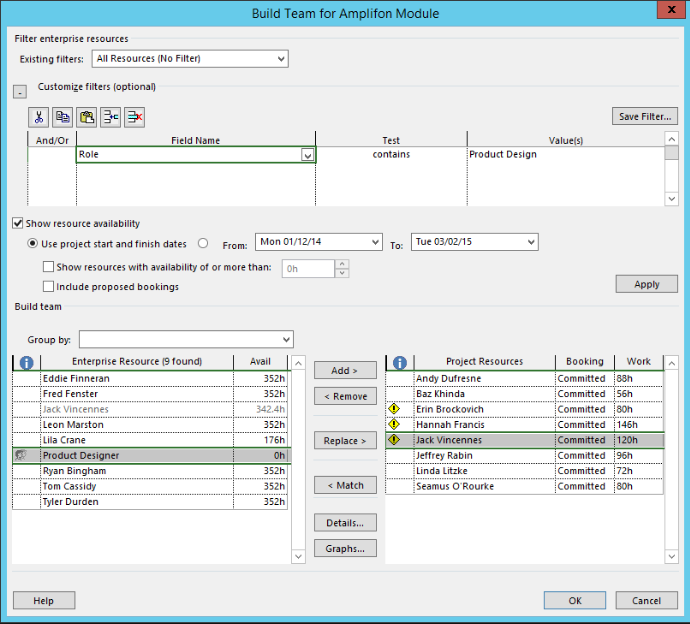 Build Team for Amplifon Module
x
Filter enterprise resources
Existing filters: All Resources (No Filter)
- Customize filters (optional)
Save Filter...
And/Or Field Name Test Value(s)
Role contains Product Design
Show resource availability
Use project start and finish dates From: Mon 01/12/14 To: Tue 03/02/15
Show resources with availability of or more than: 0h
Include proposed bookings
Apply
Build team
Group by:
Enterprise Resource (9 found) Avail
Eddie Finneran 352h
Fred Fenster 352h
Jack Vincennes 342.4h
Leon Marston 352h
Lila Crane 176h
Product Designer 0h
Ryan Bingham 352h
Tom Cassidy 352h
Tyler Durden 352h
Add >
< Remove
Replace >
< Match
Details...
Graphs...
Project Resources Booking Work
Andy Dufresne Committed 88h
Baz Khinda Committed 56h
Erin Brockovich Committed 80h
Hannah Francis Committed 146h
Jack Vincennes Committed 120h
Jeffrey Rabin Committed 96h
Linda Litzke Committed 72h
Seamus O'Rourke Committed 80h
Help
OK
Cancel